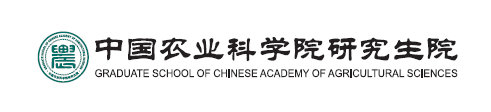 中国农业科学院研究生院
GRADUATE SCHOOL OF CHINESE ACADEMY OF AGRICULTURAL SCIENCES